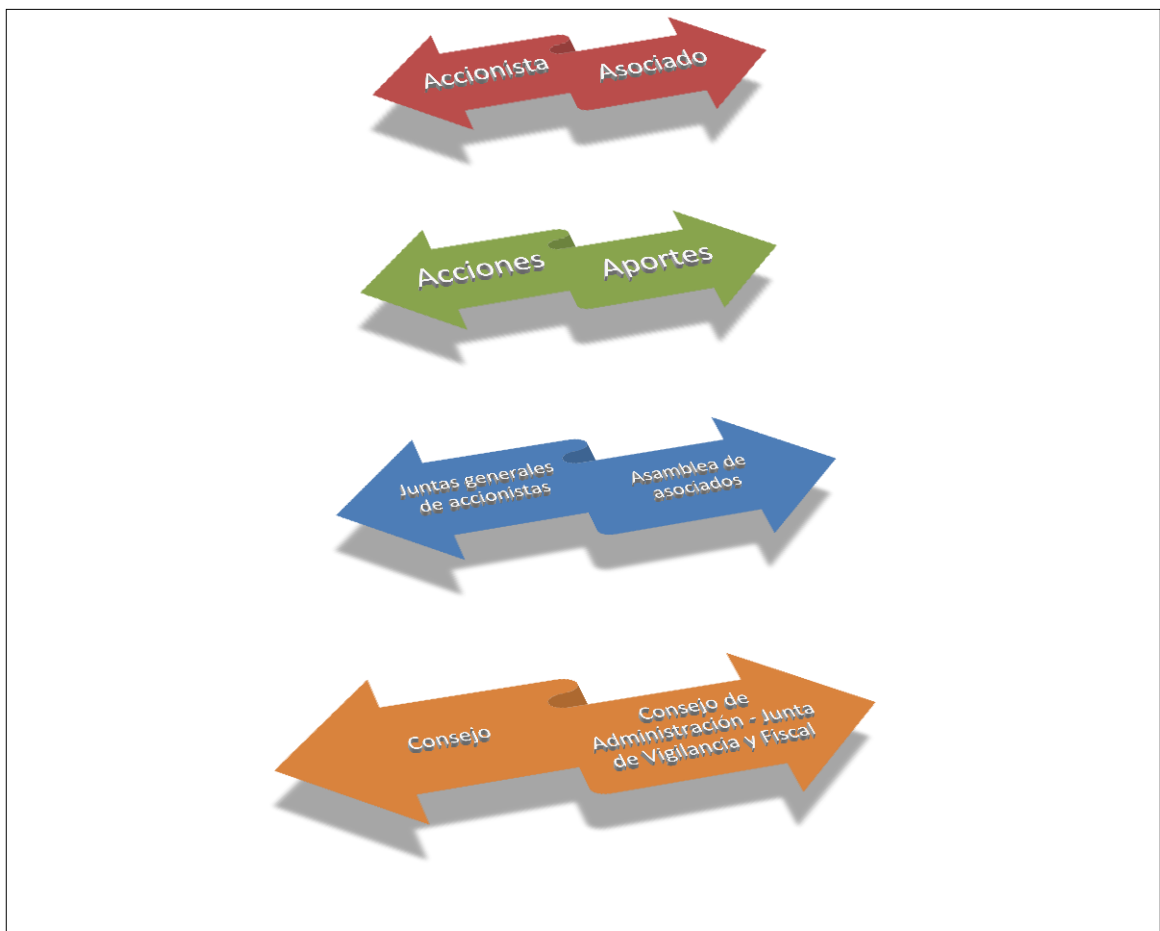 Accionista
Asociado
Acciones
Aportes
Juntas generales
de accionistas
Asamblea de
asociados
Consejo
Consejo de
Administración - Junta
de Vigilancia y Fiscal